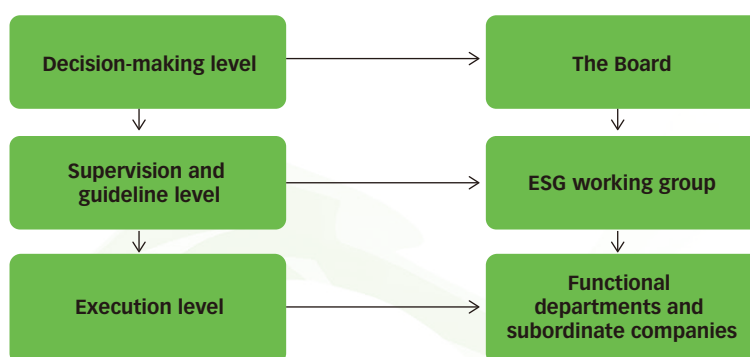 Decision-making level
The Board
Supervision and
guideline level
ESG working group
Execution level
Functional
departments and
subordinate companies